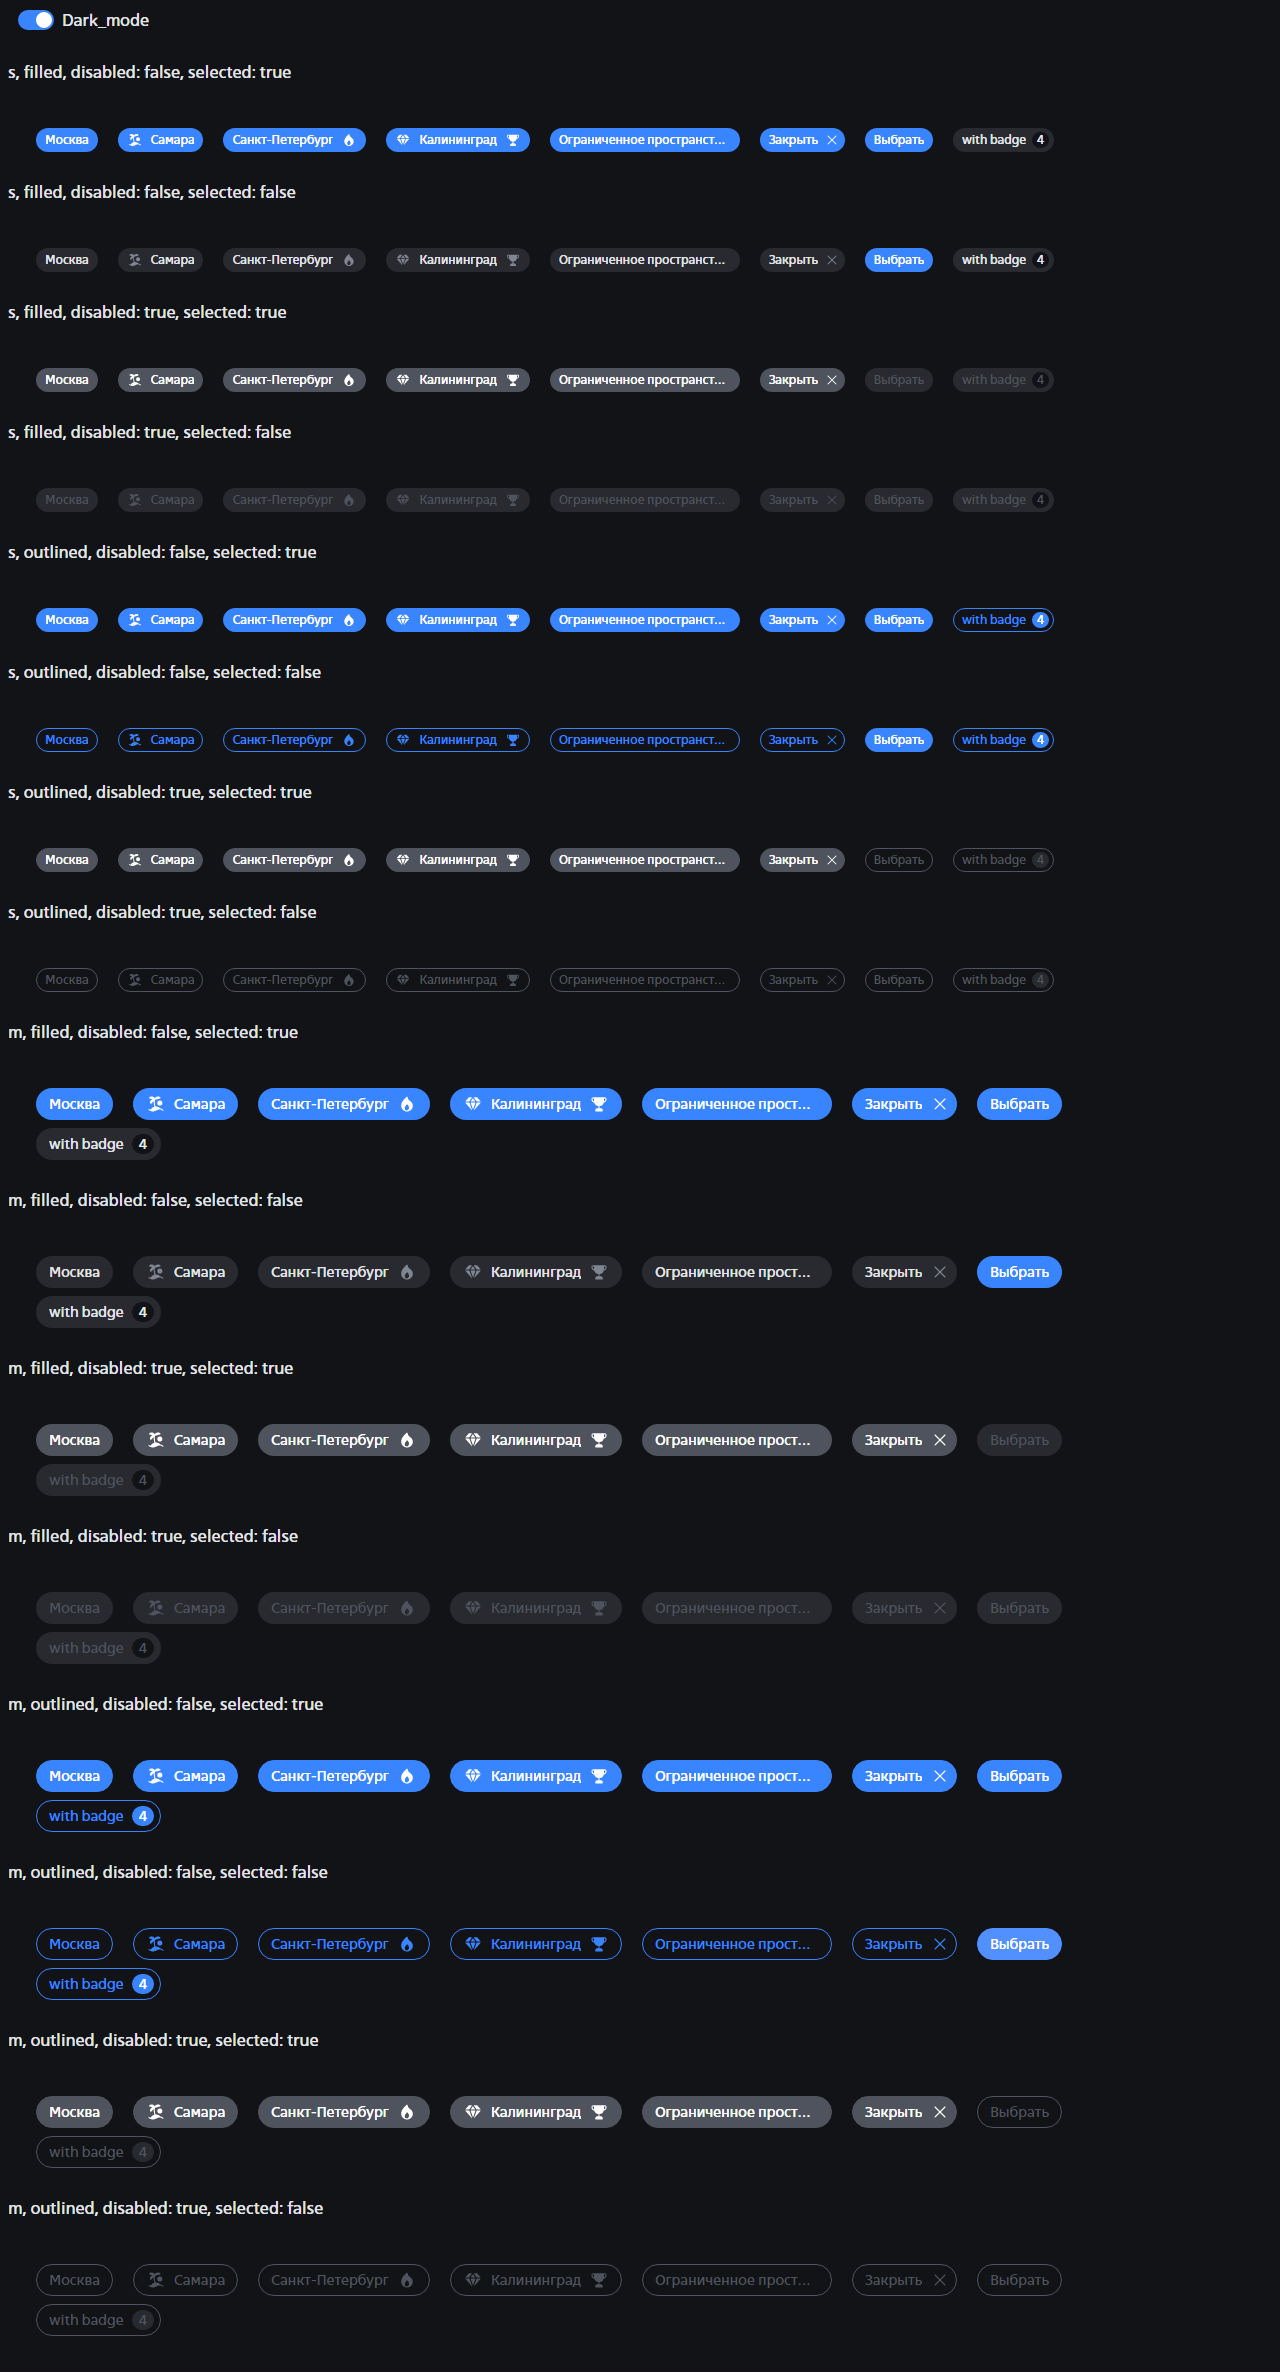 Dark_mode
s, filled, disabled: false, selected: true
Москва Самара Санкт-Петербург Калининград Ограниченное пространст... Закрыть Выбрать with badge 4
s, filled, disabled: false, selected: false
Москва Самара Санкт-Петербург Калининград Ограниченное пространст... Закрыть Выбрать with badge 4
s, filled, disabled: true, selected: true
Москва Самара Санкт-Петербург Калининград Ограниченное пространст... Закрыть Выбрать with badge 4
s, filled, disabled: true, selected: false
Москва Самара Санкт-Петербург Калининград Ограниченное пространст... Закрыть Выбрать with badge 4
s, outlined, disabled: false, selected: true
Москва Самара Санкт-Петербург Калининград Ограниченное пространст... Закрыть Выбрать with badge 4
s, outlined, disabled: false, selected: false
Москва Самара Санкт-Петербург Калининград Ограниченное пространст... Закрыть Выбрать with badge 4
s, outlined, disabled: true, selected: true
Москва Самара Санкт-Петербург Калининград Ограниченное пространст... Закрыть Выбрать with badge 4
s, outlined, disabled: true, selected: false
Москва Самара Санкт-Петербург Калининград Ограниченное пространст... Закрыть Выбрать with badge 4
m, filled, disabled: false, selected: true
Москва Самара Санкт-Петербург Калининград Ограниченное прост... Закрыть Выбрать
with badge 4
m, filled, disabled: false, selected: false
Москва Самара Санкт-Петербург Калининград Ограниченное прост... Закрыть Выбрать
with badge 4
m, filled, disabled: true, selected: true
Москва Самара Санкт-Петербург Калининград Ограниченное прост... Закрыть Выбрать
with badge 4
m, filled, disabled: true, selected: false
Москва Самара Санкт-Петербург Калининград Ограниченное прост... Закрыть Выбрать
with badge 4
m, outlined, disabled: false, selected: true
Москва Самара Санкт-Петербург Калининград Ограниченное прост... Закрыть Выбрать
with badge 4
m, outlined, disabled: false, selected: false
Москва Самара Санкт-Петербург Калининград Ограниченное прост... Закрыть Выбрать
with badge 4
m, outlined, disabled: true, selected: true
Москва Самара Санкт-Петербург Калининград Ограниченное прост... Закрыть Выбрать
with badge 4
m, outlined, disabled: true, selected: false
Москва Самара Санкт-Петербург Калининград Ограниченное прост... Закрыть Выбрать
with badge 4